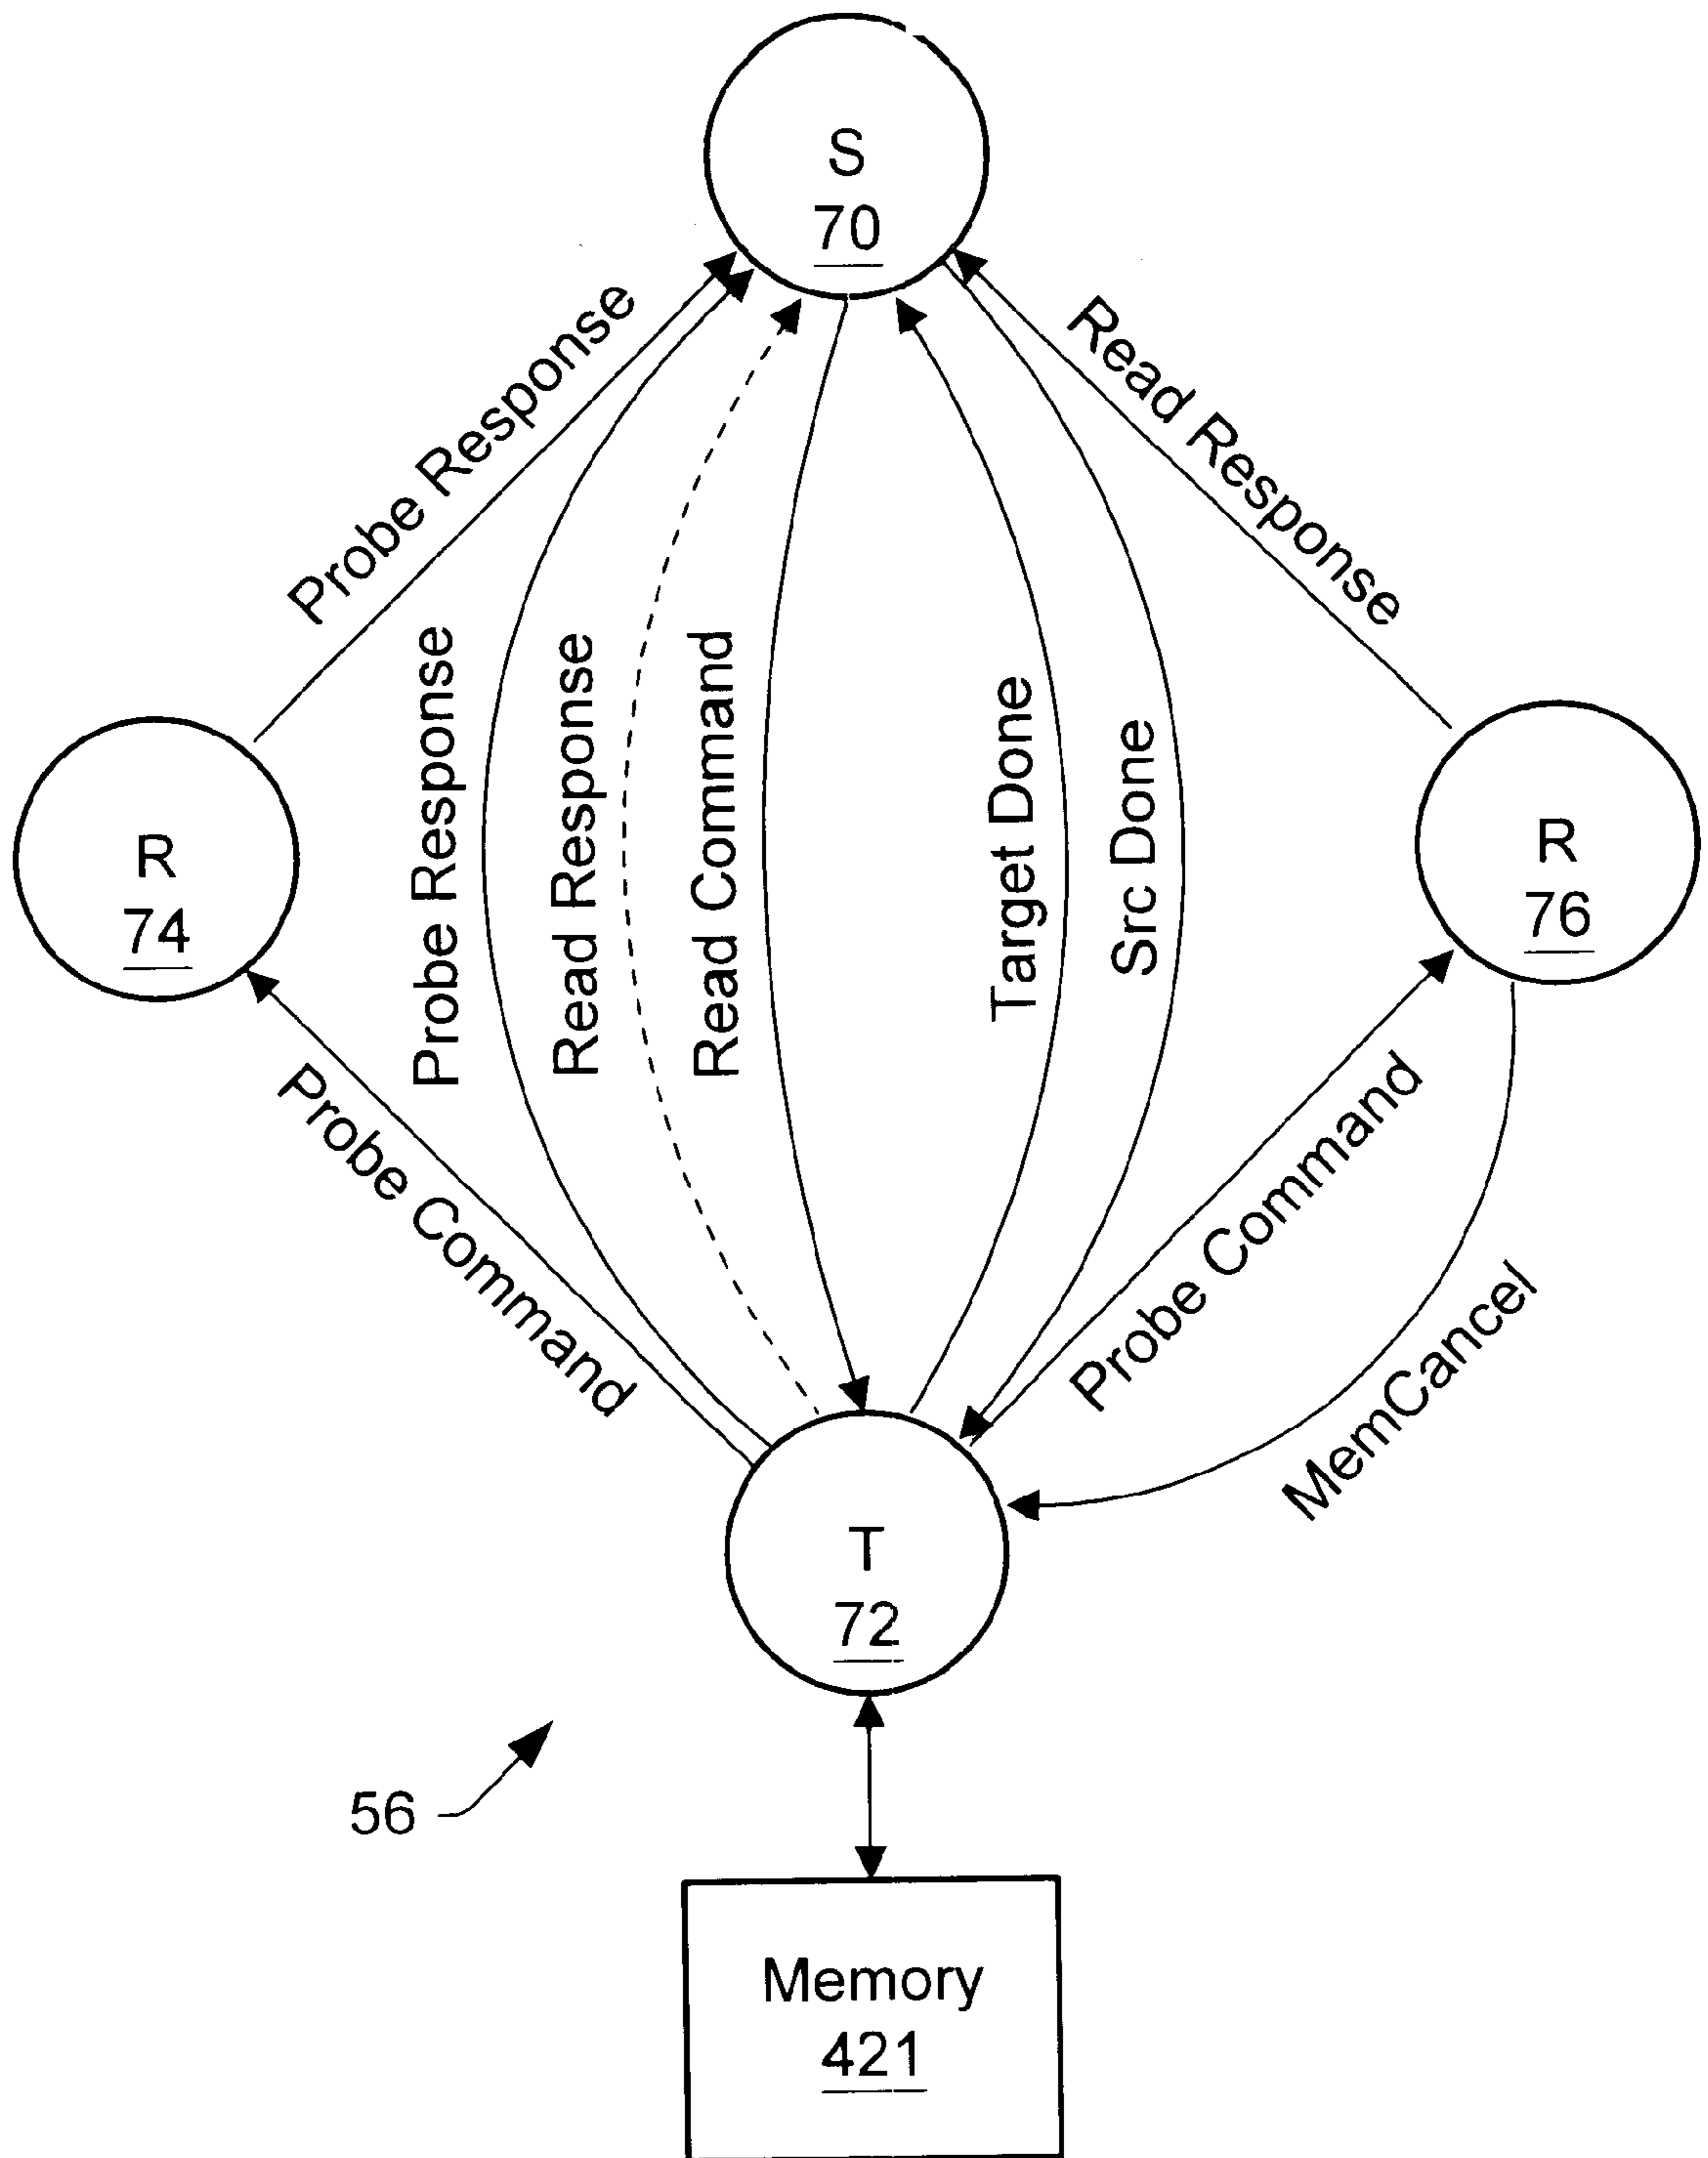 S
70
Probe Response
Read Response
R
74
Probe Response
Read Response
Read Command
Target Done
Src Done
R
76
Probe Command
Probe Command
MemCancel
T
72
56
Memory
421